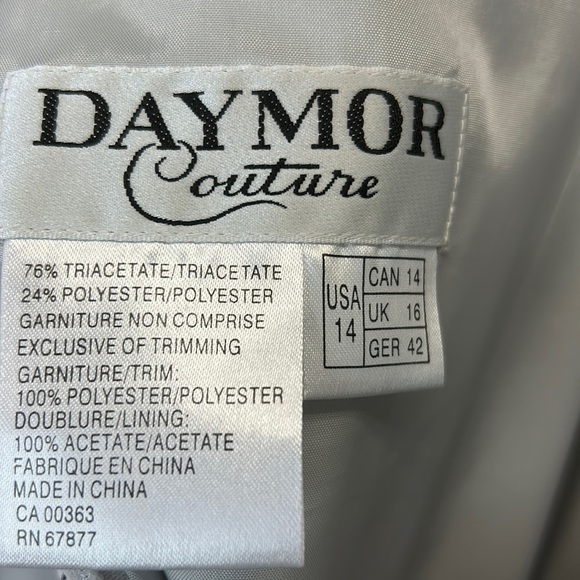 DAYMOR
Couture
76% TRIACETATE/TRIACETATE
24% POLYESTER/POLYESTER
GARNITURE NON COMPRISE
EXCLUSIVE OF TRIMMING
GARNITURE/TRIM:
100% POLYESTER/POLYESTER
DOUBLURE/LINING:
100% ACETATE/ACETATE
FABRIQUE EN CHINA
MADE IN CHINA
CA 00363
RN 67877
USA 14
CAN 14
UK 16
GER 42